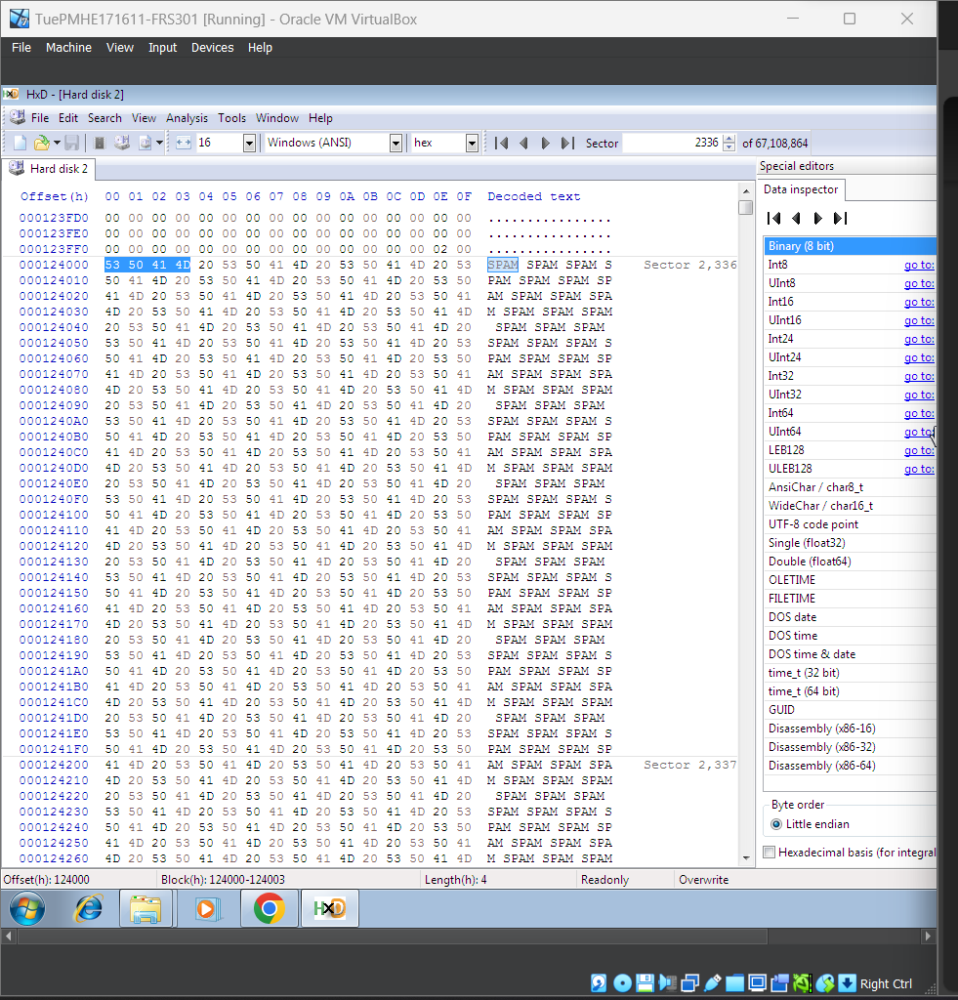 TuePMHE171611-FRS301 [Running] - Oracle VM VirtualBox
File Machine View Input Devices Help
HxD - [Hard disk 2]
File Edit Search View Analysis Tools Window Help
16 Windows (ANSI) hex Sector 2336 of 67,108,864
Hard disk 2
Special editors
Data inspector
Offset(h) 00 01 02 03 04 05 06 07 08 09 0A 0B 0C 0D 0E 0F Decoded text
000123FD0 00 00 00 00 00 00 00 00 00 00 00 00 00 00 00 00 ................
000123FE0 00 00 00 00 00 00 00 00 00 00 00 00 00 00 00 00 ................
000123FF0 00 00 00 00 00 00 00 00 00 00 00 00 00 00 02 00 ................
000124000 53 50 41 4D 20 53 50 41 4D 20 53 50 41 4D 20 53 SPAM SPAM SPAM S Sector 2,336
000124010 50 41 4D 20 53 50 41 4D 20 53 50 41 4D 20 53 50 PAM SPAM SPAM SP
000124020 41 4D 20 53 50 41 4D 20 53 50 41 4D 20 53 50 41 AM SPAM SPAM SPA
000124030 4D 20 53 50 41 4D 20 53 50 41 4D 20 53 50 41 4D M SPAM SPAM SPAM
000124040 20 53 50 41 4D 20 53 50 41 4D 20 53 50 41 4D 20 SPAM SPAM SPAM
000124050 53 50 41 4D 20 53 50 41 4D 20 53 50 41 4D 20 53 SPAM SPAM SPAM S
000124060 50 41 4D 20 53 50 41 4D 20 53 50 41 4D 20 53 50 PAM SPAM SPAM SP
000124070 41 4D 20 53 50 41 4D 20 53 50 41 4D 20 53 50 41 AM SPAM SPAM SPA
000124080 4D 20 53 50 41 4D 20 53 50 41 4D 20 53 50 41 4D M SPAM SPAM SPAM
000124090 20 53 50 41 4D 20 53 50 41 4D 20 53 50 41 4D 20 SPAM SPAM SPAM
0001240A0 53 50 41 4D 20 53 50 41 4D 20 53 50 41 4D 20 53 SPAM SPAM SPAM S
0001240B0 50 41 4D 20 53 50 41 4D 20 53 50 41 4D 20 53 50 PAM SPAM SPAM SP
0001240C0 41 4D 20 53 50 41 4D 20 53 50 41 4D 20 53 50 41 AM SPAM SPAM SPA
0001240D0 4D 20 53 50 41 4D 20 53 50 41 4D 20 53 50 41 4D M SPAM SPAM SPAM
0001240E0 20 53 50 41 4D 20 53 50 41 4D 20 53 50 41 4D 20 SPAM SPAM SPAM
0001240F0 53 50 41 4D 20 53 50 41 4D 20 53 50 41 4D 20 53 SPAM SPAM SPAM S
000124100 50 41 4D 20 53 50 41 4D 20 53 50 41 4D 20 53 50 PAM SPAM SPAM SP
000124110 41 4D 20 53 50 41 4D 20 53 50 41 4D 20 53 50 41 AM SPAM SPAM SPA
000124120 4D 20 53 50 41 4D 20 53 50 41 4D 20 53 50 41 4D M SPAM SPAM SPAM
000124130 20 53 50 41 4D 20 53 50 41 4D 20 53 50 41 4D 20 SPAM SPAM SPAM
000124140 53 50 41 4D 20 53 50 41 4D 20 53 50 41 4D 20 53 SPAM SPAM SPAM S
000124150 50 41 4D 20 53 50 41 4D 20 53 50 41 4D 20 53 50 PAM SPAM SPAM SP
000124160 41 4D 20 53 50 41 4D 20 53 50 41 4D 20 53 50 41 AM SPAM SPAM SPA
000124170 4D 20 53 50 41 4D 20 53 50 41 4D 20 53 50 41 4D M SPAM SPAM SPAM
000124180 20 53 50 41 4D 20 53 50 41 4D 20 53 50 41 4D 20 SPAM SPAM SPAM
000124190 53 50 41 4D 20 53 50 41 4D 20 53 50 41 4D 20 53 SPAM SPAM SPAM S
0001241A0 50 41 4D 20 53 50 41 4D 20 53 50 41 4D 20 53 50 PAM SPAM SPAM SP
0001241B0 41 4D 20 53 50 41 4D 20 53 50 41 4D 20 53 50 41 AM SPAM SPAM SPA
0001241C0 4D 20 53 50 41 4D 20 53 50 41 4D 20 53 50 41 4D M SPAM SPAM SPAM
0001241D0 20 53 50 41 4D 20 53 50 41 4D 20 53 50 41 4D 20 SPAM SPAM SPAM
0001241E0 53 50 41 4D 20 53 50 41 4D 20 53 50 41 4D 20 53 SPAM SPAM SPAM S
0001241F0 50 41 4D 20 53 50 41 4D 20 53 50 41 4D 20 53 50 PAM SPAM SPAM SP
000124200 41 4D 20 53 50 41 4D 20 53 50 41 4D 20 53 50 41 AM SPAM SPAM SPA Sector 2,337
000124210 4D 20 53 50 41 4D 20 53 50 41 4D 20 53 50 41 4D M SPAM SPAM SPAM
000124220 20 53 50 41 4D 20 53 50 41 4D 20 53 50 41 4D 20 SPAM SPAM SPAM
000124230 53 50 41 4D 20 53 50 41 4D 20 53 50 41 4D 20 53 SPAM SPAM SPAM S
000124240 50 41 4D 20 53 50 41 4D 20 53 50 41 4D 20 53 50 PAM SPAM SPAM SP
000124250 41 4D 20 53 50 41 4D 20 53 50 41 4D 20 53 50 41 AM SPAM SPAM SPA
000124260 4D 20 53 50 41 4D 20 53 50 41 4D 20 53 50 41 4D M SPAM SPAM SPAM
Binary (8 bit)
Int8 go to:
UInt8 go to:
Int16 go to:
UInt16 go to:
Int24 go to:
UInt24 go to:
Int32 go to:
UInt32 go to:
Int64 go to:
UInt64 go to:
LEB128 go to:
ULEB128 go to:
AnsiChar / char8_t
WideChar / char16_t
UTF-8 code point
Single (float32)
Double (float64)
OLETIME
FILETIME
DOS date
DOS time
DOS time & date
time_t (32 bit)
time_t (64 bit)
GUID
Disassembly (x86-16)
Disassembly (x86-32)
Disassembly (x86-64)
Byte order
Little endian
Hexadecimal basis (for integral
Offset(h): 124000 Block(h): 124000-124003 Length(h): 4 Readonly Overwrite
HxD
Right Ctrl